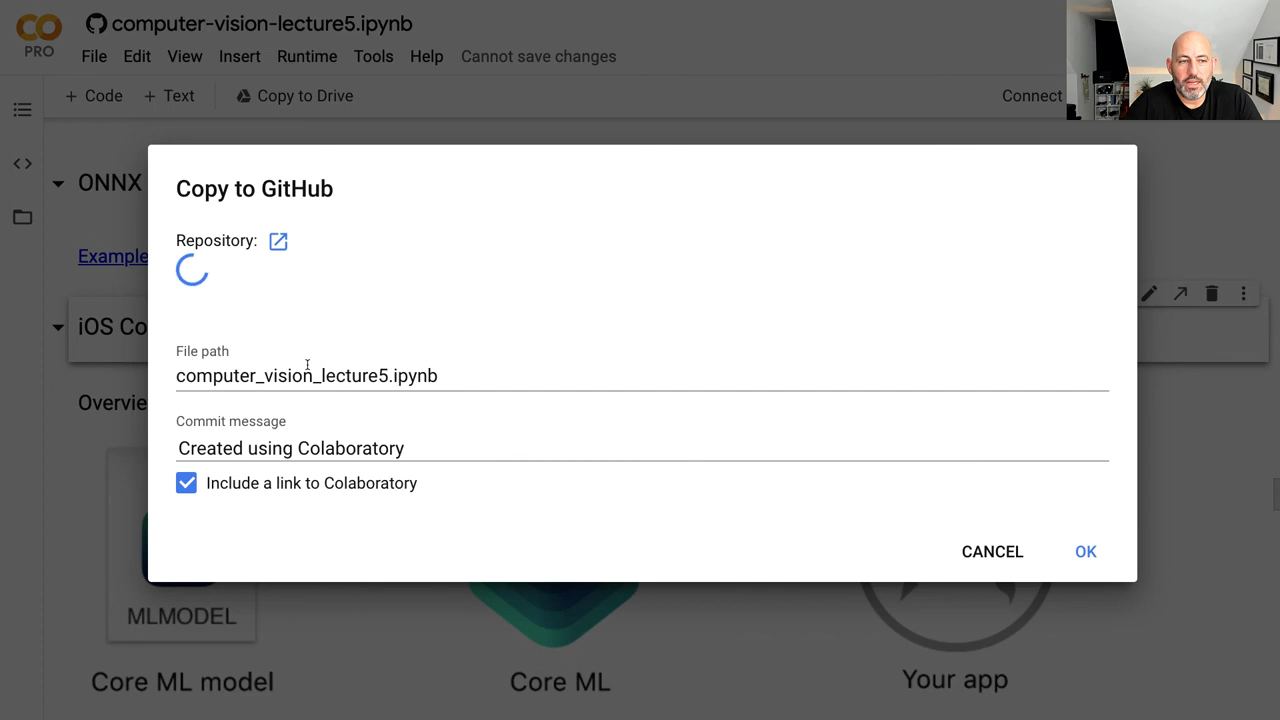 CO
PRO
computer-vision-lecture5.ipynb
File Edit View Insert Runtime Tools Help Cannot save changes
+ Code + Text Copy to Drive Connect
ONNX
Example
iOS Co
Overvie
Copy to GitHub
Repository:
File path
computer_vision_lecture5.ipynb
Commit message
Created using Colaboratory
Include a link to Colaboratory
CANCEL OK
MLMODEL
Core ML model Core ML Your app